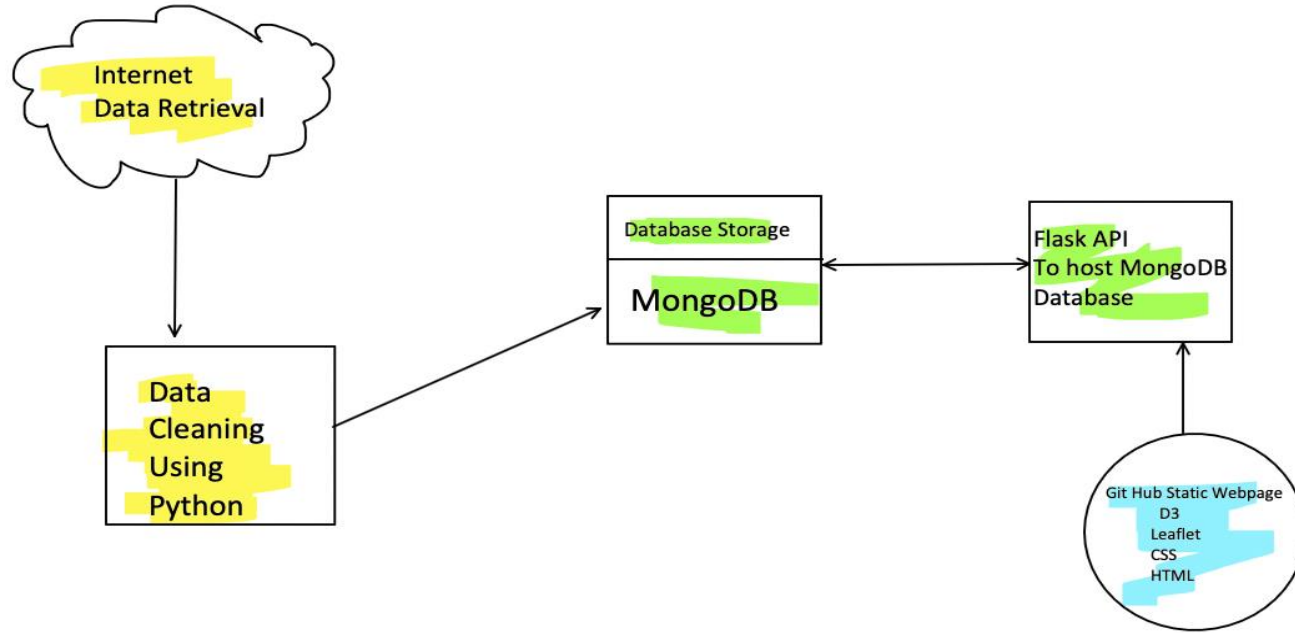 Internet
Data Retrieval
Data
Cleaning
Using
Python
Database Storage
MongoDB
Flask API
To host MongoDB
Database
Git Hub Static Webpage
D3
Leaflet
CSS
HTML